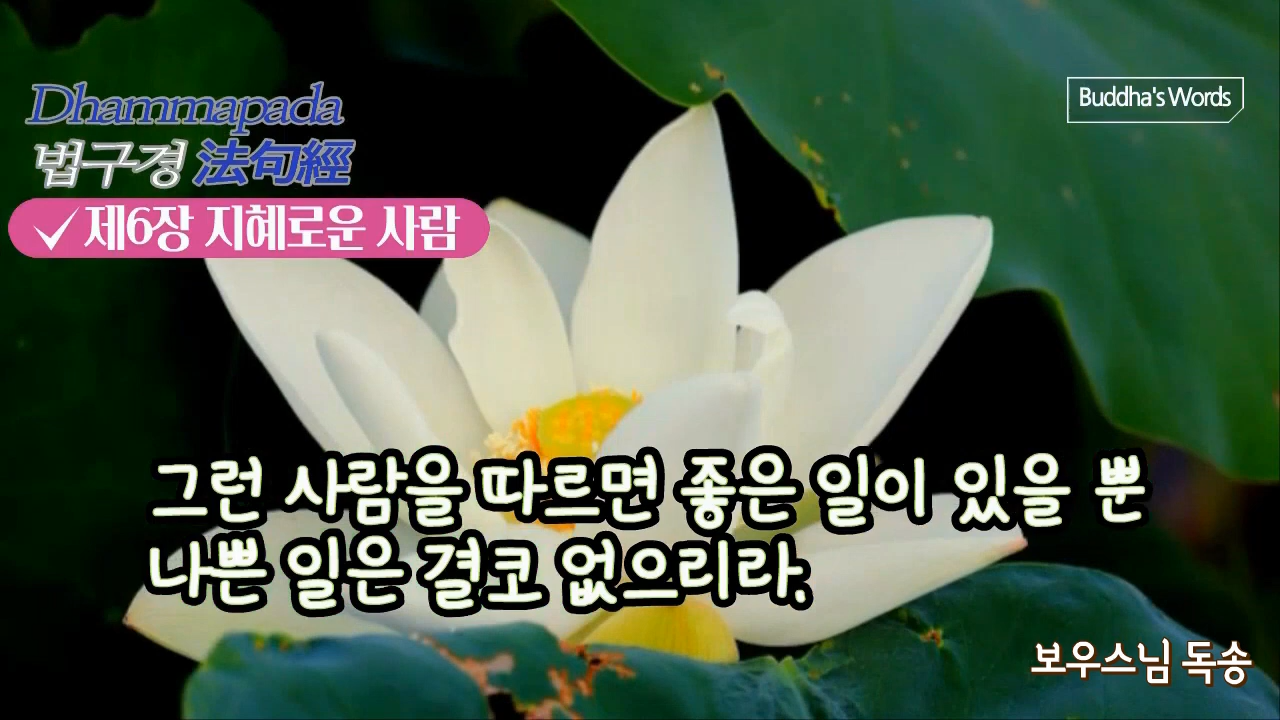 Dhammapada
법구경 法句經
제6장 지혜로운 사람
Buddha's Words
그런 사람을 따르면 좋은 일이 있을 뿐
나쁜 일은 결코 없으리라.
보우스님 독송